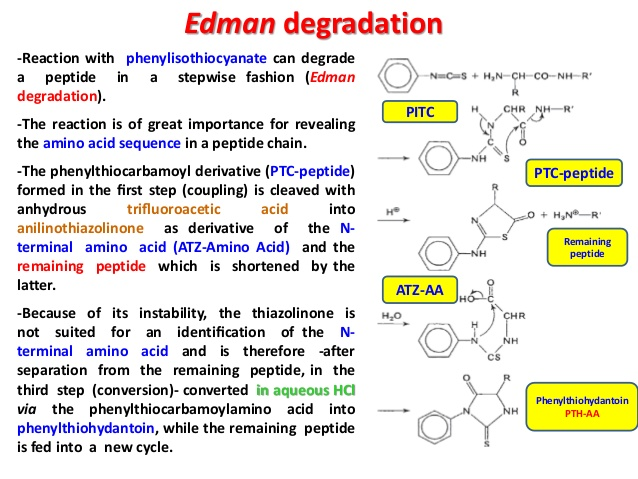 Edman degradation
-Reaction with phenylisothiocyanate can degrade
a peptide in a stepwise fashion (Edman
degradation).
-The reaction is of great importance for revealing
the amino acid sequence in a peptide chain.
-The phenylthiocarbamoyl derivative (PTC-peptide)
formed in the first step (coupling) is cleaved with
anhydrous trifluoroacetic acid into
anilinothiazolinone as derivative of the N-
terminal amino acid (ATZ-Amino Acid) and the
remaining peptide which is shortened by the
latter.
-Because of its instability, the thiazolinone is
not suited for an identification of the N-
terminal amino acid and is therefore -after
separation from the remaining peptide, in the
third step (conversion)- converted in aqueous HCl
via the phenylthiocarbamoylamino acid into
phenylthiohydantoin, while the remaining peptide
is fed into a new cycle.
N=C=S + H₃N—CH—CO—NH—R'
R
PITC
H CHR NH—R'
N C
C O
NH S
PTC-peptide
R
H⊕
N O + H₃N⊕—R'
S
NH
Remaining
peptide
ATZ-AA
O
HO C
H₂O
H CHR
N NH
CS
O R
N NH
S
Phenylthiohydantoin
PTH-AA